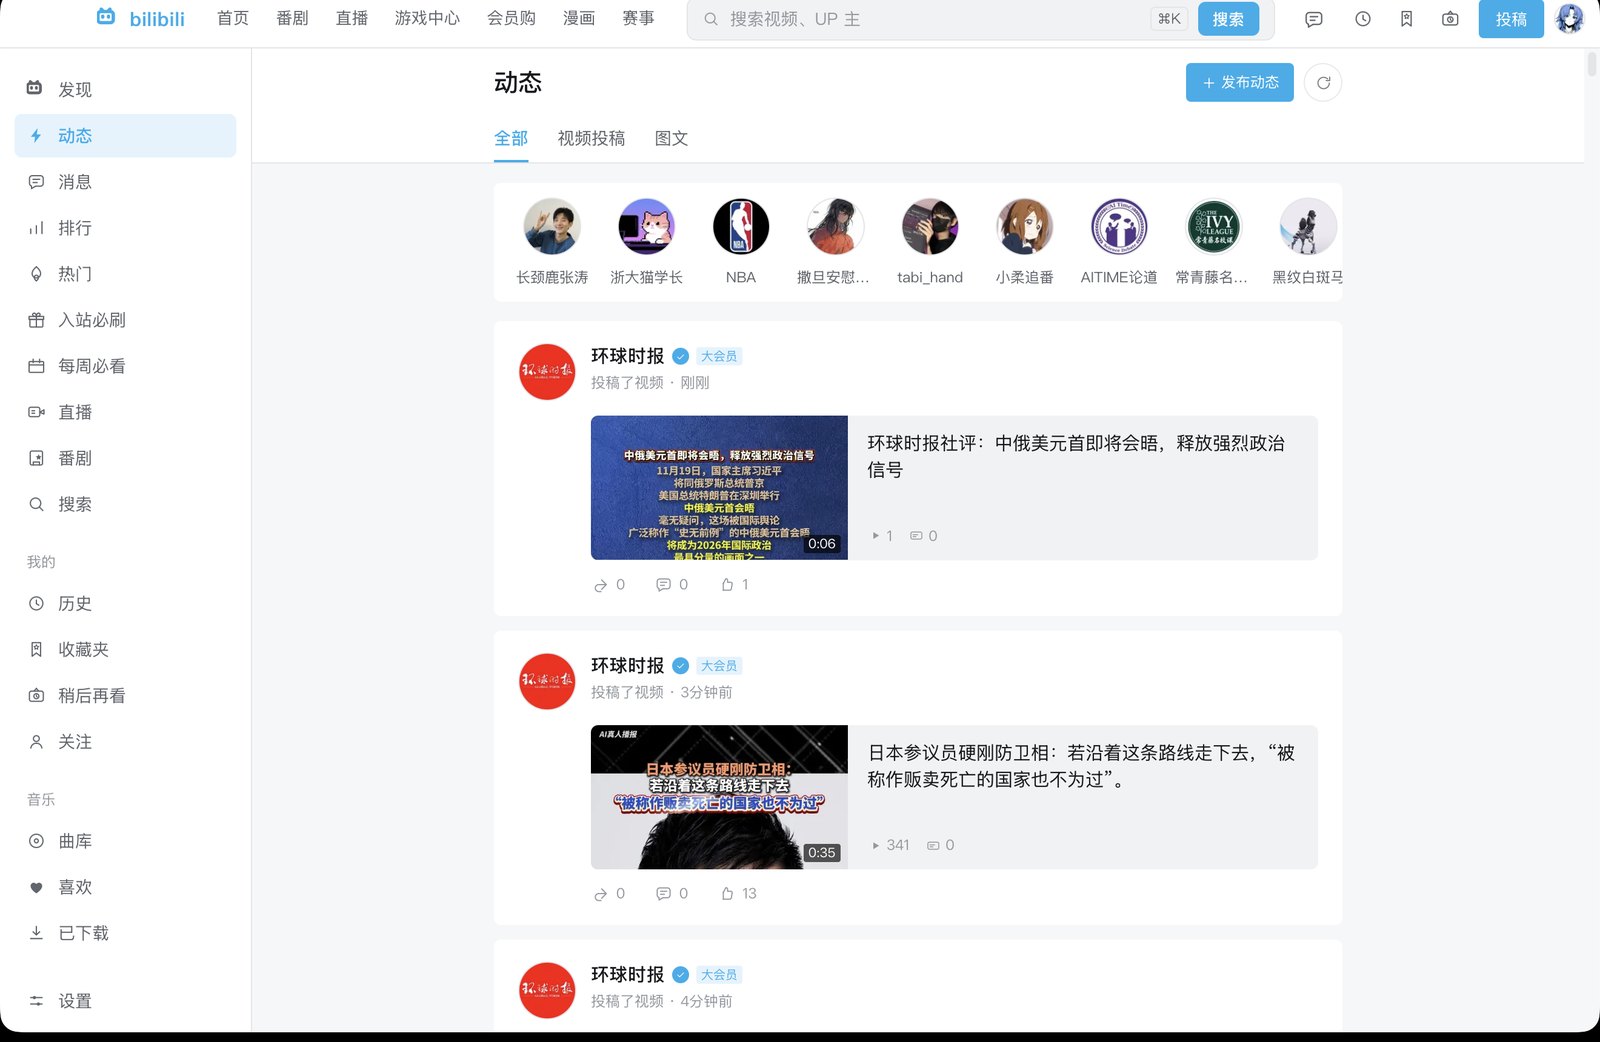 bilibili
首页 番剧 直播 游戏中心 会员购 漫画 赛事
搜索视频、UP 主
⌘K
搜索
投稿
发现
动态
消息
排行
热门
入站必刷
每周必看
直播
番剧
搜索
我的
历史
收藏夹
稍后再看
关注
音乐
曲库
喜欢
已下载
设置
动态
+ 发布动态
全部 视频投稿 图文
长颈鹿张涛 浙大猫学长 NBA 撒旦安慰... tabi_hand 小柔追番 AITIME论道 常青藤名... 黑纹白斑马
环球时报 大会员
投稿了视频 · 刚刚
中俄美元首即将会晤，释放强烈政治信号
11月19日，国家主席习近平
将同俄罗斯总统普京
美国总统特朗普在深圳举行
中俄美元首会晤
毫无疑问，这场被国际舆论
广泛称作“史无前例”的中俄美元首会晤
将成为2026年国际政治
最具分量的画面之一
0:06
环球时报社评：中俄美元首即将会晤，释放强烈政治
信号
1 0
0 0 1
环球时报 大会员
投稿了视频 · 3分钟前
AI真人播报
日本参议员硬刚防卫相：
若沿着这条路线走下去
“被称作贩卖死亡的国家也不为过”
0:35
日本参议员硬刚防卫相：若沿着这条路线走下去，“被
称作贩卖死亡的国家也不为过”。
341 0
0 0 13
环球时报 大会员
投稿了视频 · 4分钟前